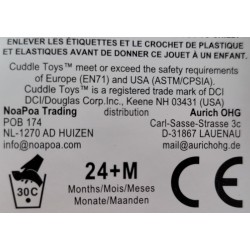 ENLEVER LES ÉTIQUETTES ET LE CROCHET DE PLASTIQUE
ET ELASTIQUES AVANT DE DONNER CE JOUET À UN ENFANT.
Cuddle Toys™ meet or exceed the safety requirements
of Europe (EN71) and USA (ASTM/CPSIA).
Cuddle Toys™ is a registered trade mark of DCI
DCI/Douglas Corp., Inc., Keene NH 03431 (USA)
NoaPoa Trading distribution Aurich OHG
POB 174 Carl-Sasse-Strasse 3c
NL-1270 AD HUIZEN D-31867 LAUENAU
info@noapoa.com mail@aurichohg.de
30C
24+M
Months/Mois/Meses
Monate/Maanden
CE